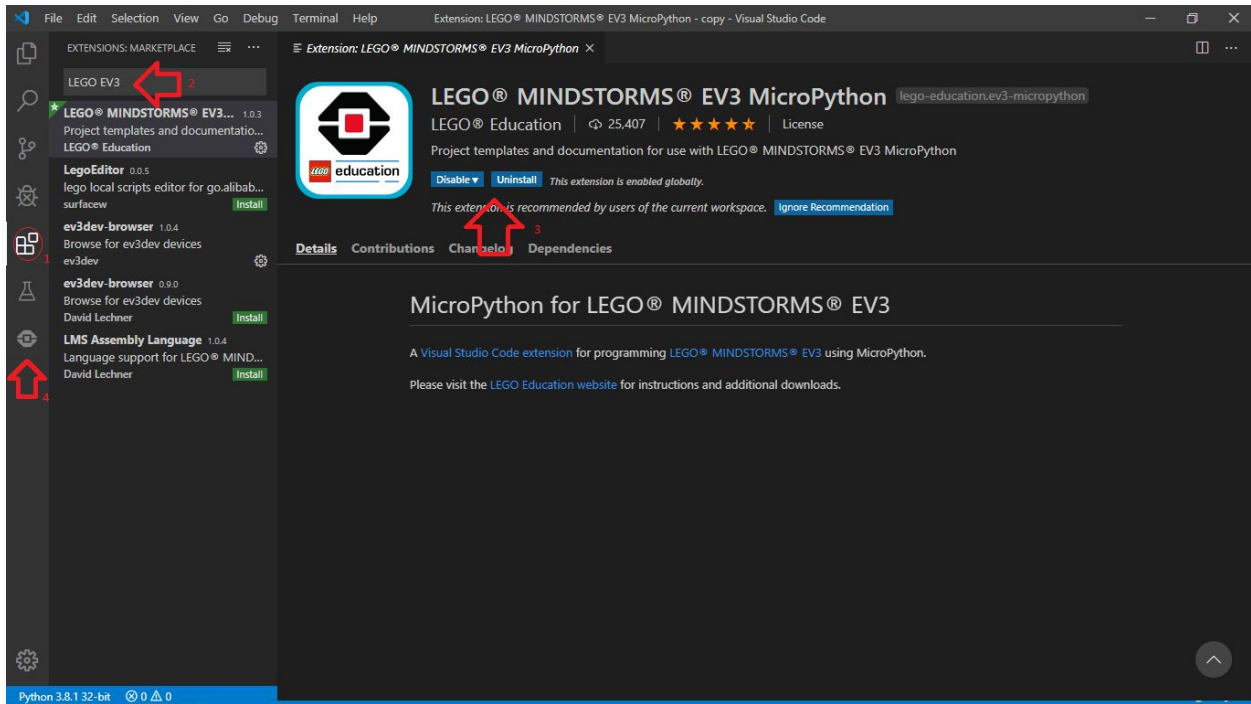 File Edit Selection View Go Debug Terminal Help Extension: LEGO® MINDSTORMS® EV3 MicroPython - copy - Visual Studio Code
EXTENSIONS: MARKETPLACE
Extension: LEGO® MINDSTORMS® EV3 MicroPython
LEGO EV3
2
LEGO® MINDSTORMS® EV3... 1.0.3
Project templates and documentatio...
LEGO® Education
LegoEditor 0.0.5
lego local scripts editor for go.alibab...
surfacew Install
ev3dev-browser 1.0.4
Browse for ev3dev devices
ev3dev
1
ev3dev-browser 0.9.0
Browse for ev3dev devices
David Lechner Install
LMS Assembly Language 1.0.4
Language support for LEGO® MIND...
David Lechner Install
4
LEGO education
LEGO® MINDSTORMS® EV3 MicroPython lego-education.ev3-micropython
LEGO® Education 25,407 License
Project templates and documentation for use with LEGO® MINDSTORMS® EV3 MicroPython
Disable Uninstall This extension is enabled globally.
This extension is recommended by users of the current workspace. Ignore Recommendation
3
Details Contributions Changelog Dependencies
MicroPython for LEGO® MINDSTORMS® EV3
A Visual Studio Code extension for programming LEGO® MINDSTORMS® EV3 using MicroPython.
Please visit the LEGO Education website for instructions and additional downloads.
Python 3.8.1 32-bit 0 0